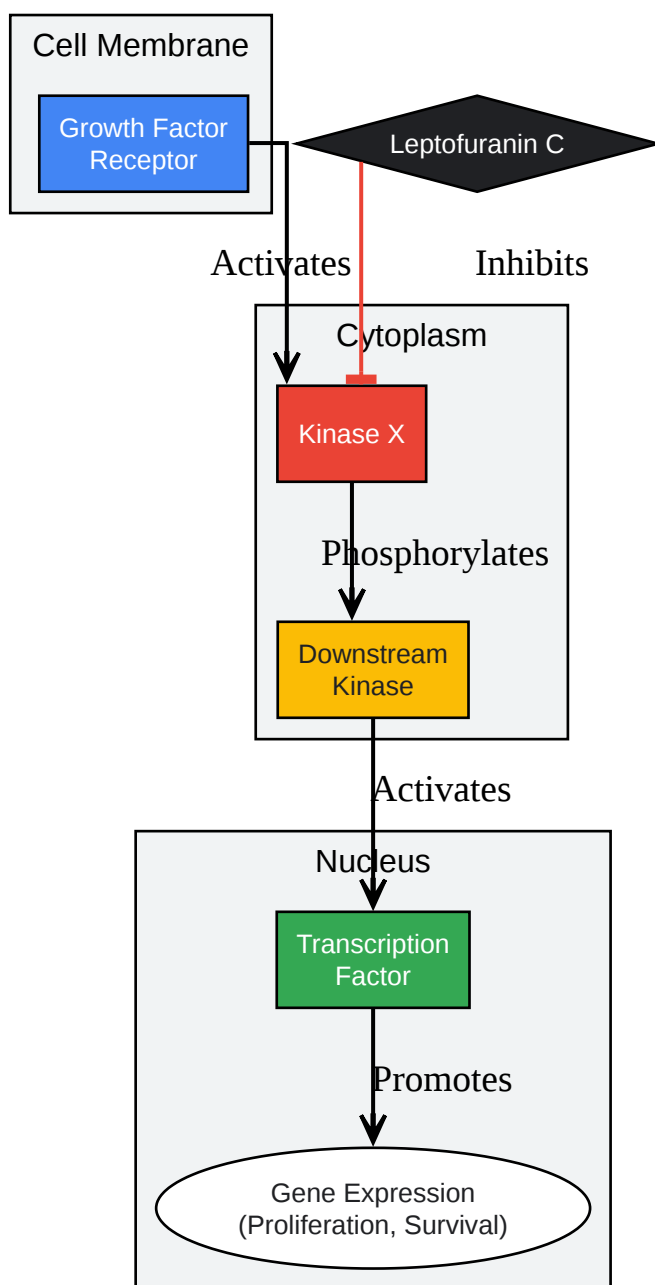 Cell Membrane
Growth Factor
Receptor
Leptofuranin C
Activates
Inhibits
Cytoplasm
Kinase X
Phosphorylates
Downstream
Kinase
Activates
Nucleus
Transcription
Factor
Promotes
Gene Expression
(Proliferation, Survival)